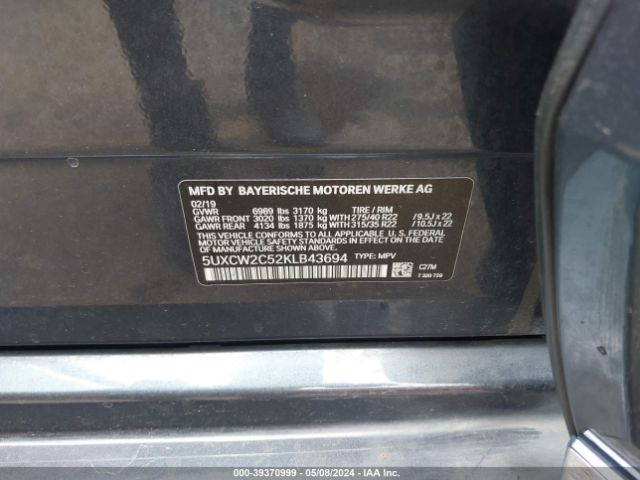 MFD BY BAYERISCHE MOTOREN WERKE AG
02/19
GVWR 6989 lbs 3170 kg TIRE / RIM
GAWR FRONT 3020 lbs 1370 kg WITH 275/40 R22 / 9.5J x 22
GAWR REAR 4134 lbs 1875 kg WITH 315/35 R22 / 10.5J x 22
THIS VEHICLE CONFORMS TO ALL APPLICABLE U.S. FEDERAL
MOTOR VEHICLE SAFETY STANDARDS IN EFFECT ON THE DATE
OF MANUFACTURE SHOWN ABOVE.
5UXCW2C52KLB43694 TYPE: MPV
C27M
7 320 729
000-39370999 — 05/08/2024 — IAA Inc.